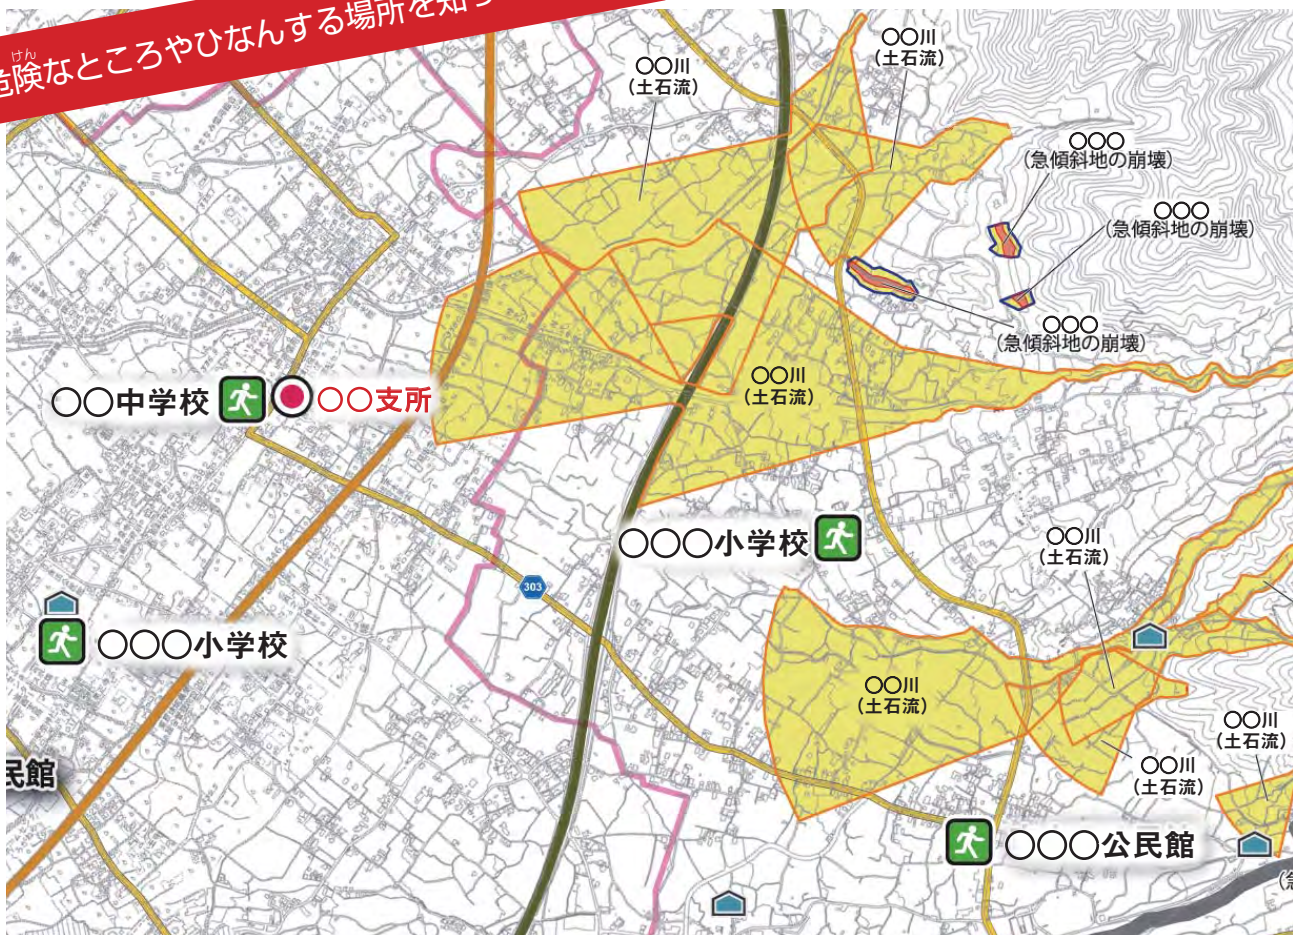 険なところやひなんする場所を知っ
けん
〇〇川
(土石流)
〇〇川
(土石流)
〇〇〇
(急傾斜地の崩壊)
〇〇〇
(急傾斜地の崩壊)
〇〇〇
(急傾斜地の崩壊)
〇〇川
(土石流)
〇〇中学校
〇〇支所
〇〇〇小学校
〇〇川
(土石流)
303
〇〇〇小学校
〇〇川
(土石流)
〇〇川
(土石流)
〇〇川
(土石流)
民館
〇〇〇公民館